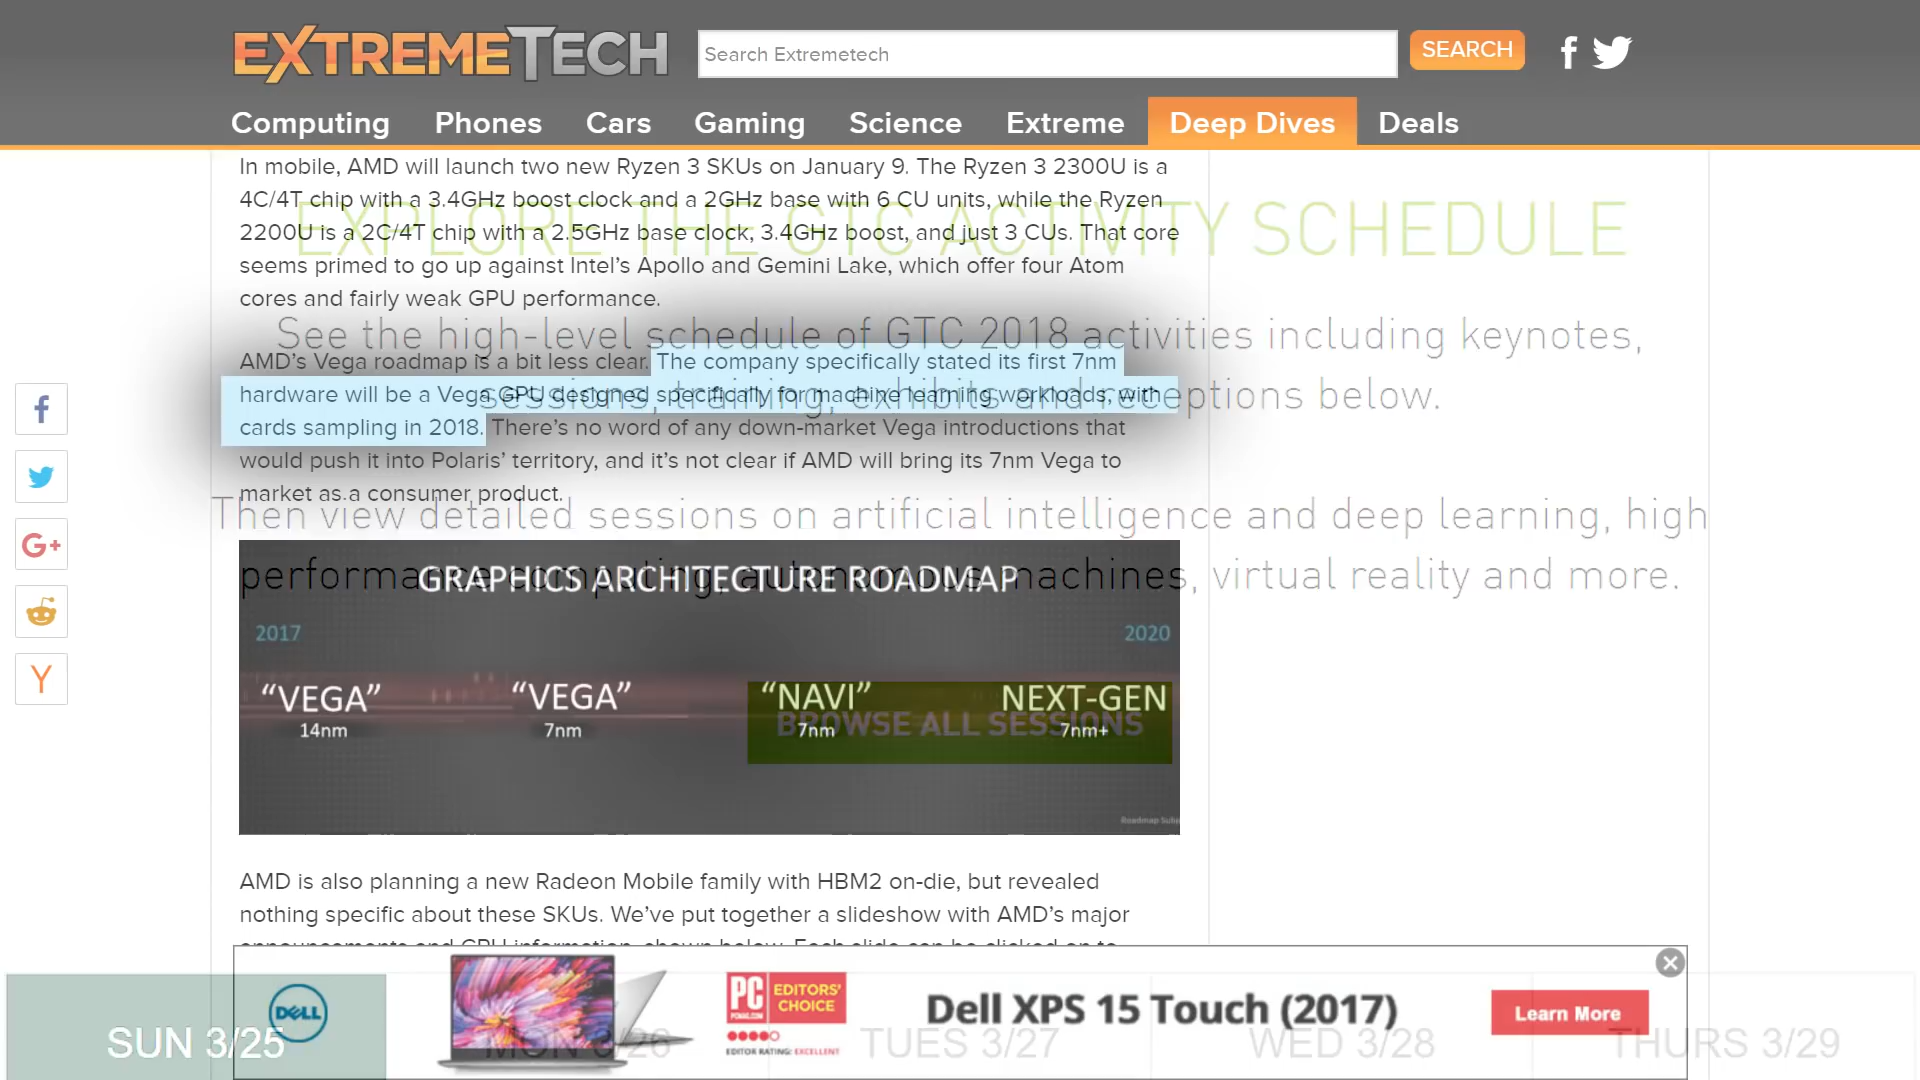 EXTREMETECH
Search Extremetech
SEARCH
Computing Phones Cars Gaming Science Extreme Deep Dives Deals
In mobile, AMD will launch two new Ryzen 3 SKUs on January 9. The Ryzen 3 2300U is a
4C/4T chip with a 3.4GHz boost clock and a 2GHz base with 6 CU units, while the Ryzen
2200U is a 2C/4T chip with a 2.5GHz base clock, 3.4GHz boost, and just 3 CUs. That core
seems primed to go up against Intel's Apollo and Gemini Lake, which offer four Atom
cores and fairly weak GPU performance.
EXPLORE THE GTC ACTIVITY SCHEDULE
See the high-level schedule of GTC 2018 activities including keynotes,
sessions, training, exhibits and receptions below.
AMD's Vega roadmap is a bit less clear. The company specifically stated its first 7nm
hardware will be a Vega GPU designed specifically for machine learning workloads, with
cards sampling in 2018. There's no word of any down-market Vega introductions that
would push it into Polaris' territory, and it's not clear if AMD will bring its 7nm Vega to
market as a consumer product.
Then view detailed sessions on artificial intelligence and deep learning, high
performance computing, autonomous machines, virtual reality and more.
GRAPHICS ARCHITECTURE ROADMAP
2017 2020
"VEGA" "VEGA" "NAVI" NEXT-GEN
14nm 7nm 7nm 7nm+
BROWSE ALL SESSIONS
Roadmap Subj
AMD is also planning a new Radeon Mobile family with HBM2 on-die, but revealed
nothing specific about these SKUs. We've put together a slideshow with AMD's major
announcements and CPU information, shown below. Each slide can be clicked on to
DELL
PC
PCMAG.COM
EDITORS'
CHOICE
EDITOR RATING: EXCELLENT
Dell XPS 15 Touch (2017)
Learn More
SUN 3/25 MON 3/26 TUES 3/27 WED 3/28 THURS 3/29